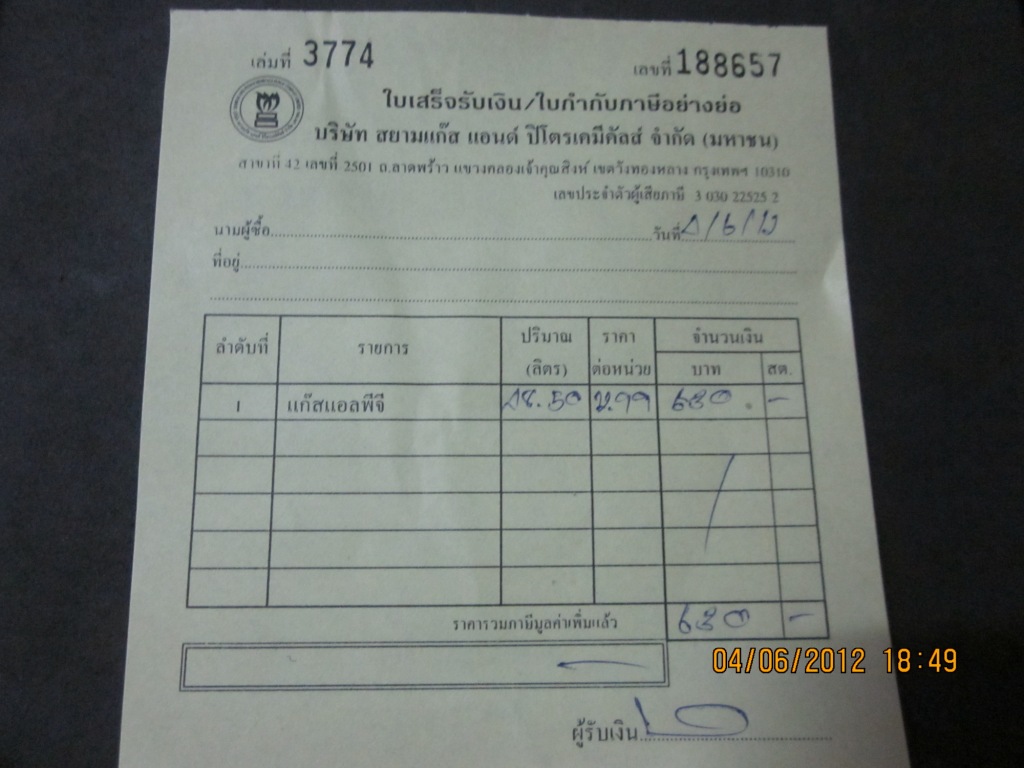 เล่มที่ 3774 เลขที่ 188657
ใบเสร็จรับเงิน/ใบกำกับภาษีอย่างย่อ
บริษัท สยามแก๊ส แอนด์ ปิโตรเคมีคัลส์ จำกัด (มหาชน)
สาขาที่ 42 เลขที่ 2501 ถ.ลาดพร้าว แขวงคลองเจ้าคุณสิงห์ เขตวังทองหลาง กรุงเทพฯ 10310
เลขประจำตัวผู้เสียภาษี 3 030 22525 2
นามผู้ซื้อ วันที่
ที่อยู่
ลำดับที่ รายการ ปริมาณ (ลิตร) ราคา ต่อหน่วย จำนวนเงิน บาท สต.
1 แก๊สแอลพีจี 630 -
ราคารวมภาษีมูลค่าเพิ่มแล้ว 630 -
04/06/2012 18:49
ผู้รับเงิน